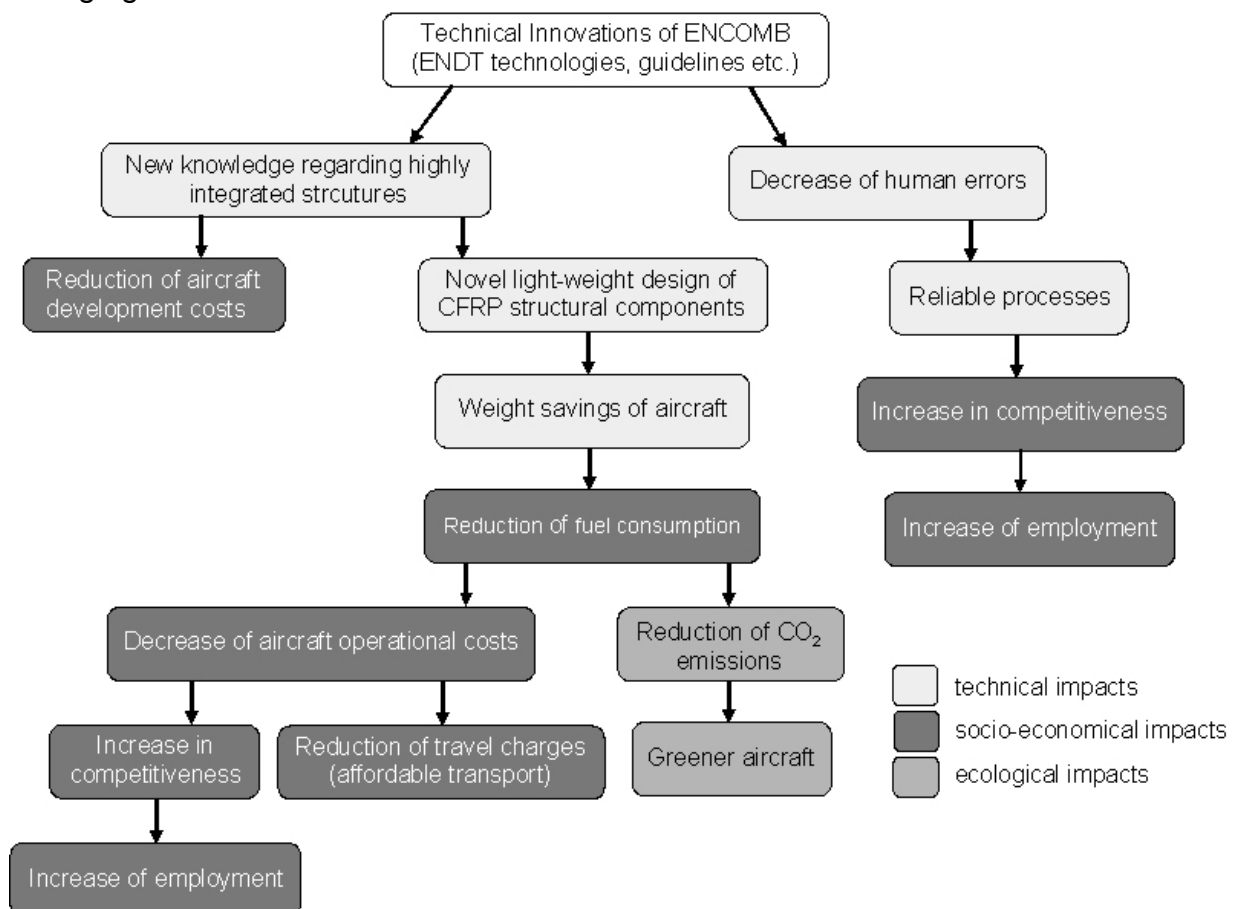 Technical Innovations of ENCOMB
(ENDT technologies, guidelines etc.)
New knowledge regarding highly
integrated strcutures
Decrease of human errors
Reduction of aircraft
development costs
Novel light-weight design of
CFRP structural components
Reliable processes
Weight savings of aircraft
Increase in competitiveness
Reduction of fuel consumption
Increase of employment
Decrease of aircraft operational costs
Reduction of CO₂
emissions
technical impacts
socio-economical impacts
ecological impacts
Increase in
competitiveness
Reduction of travel charges
(affordable transport)
Greener aircraft
Increase of employment